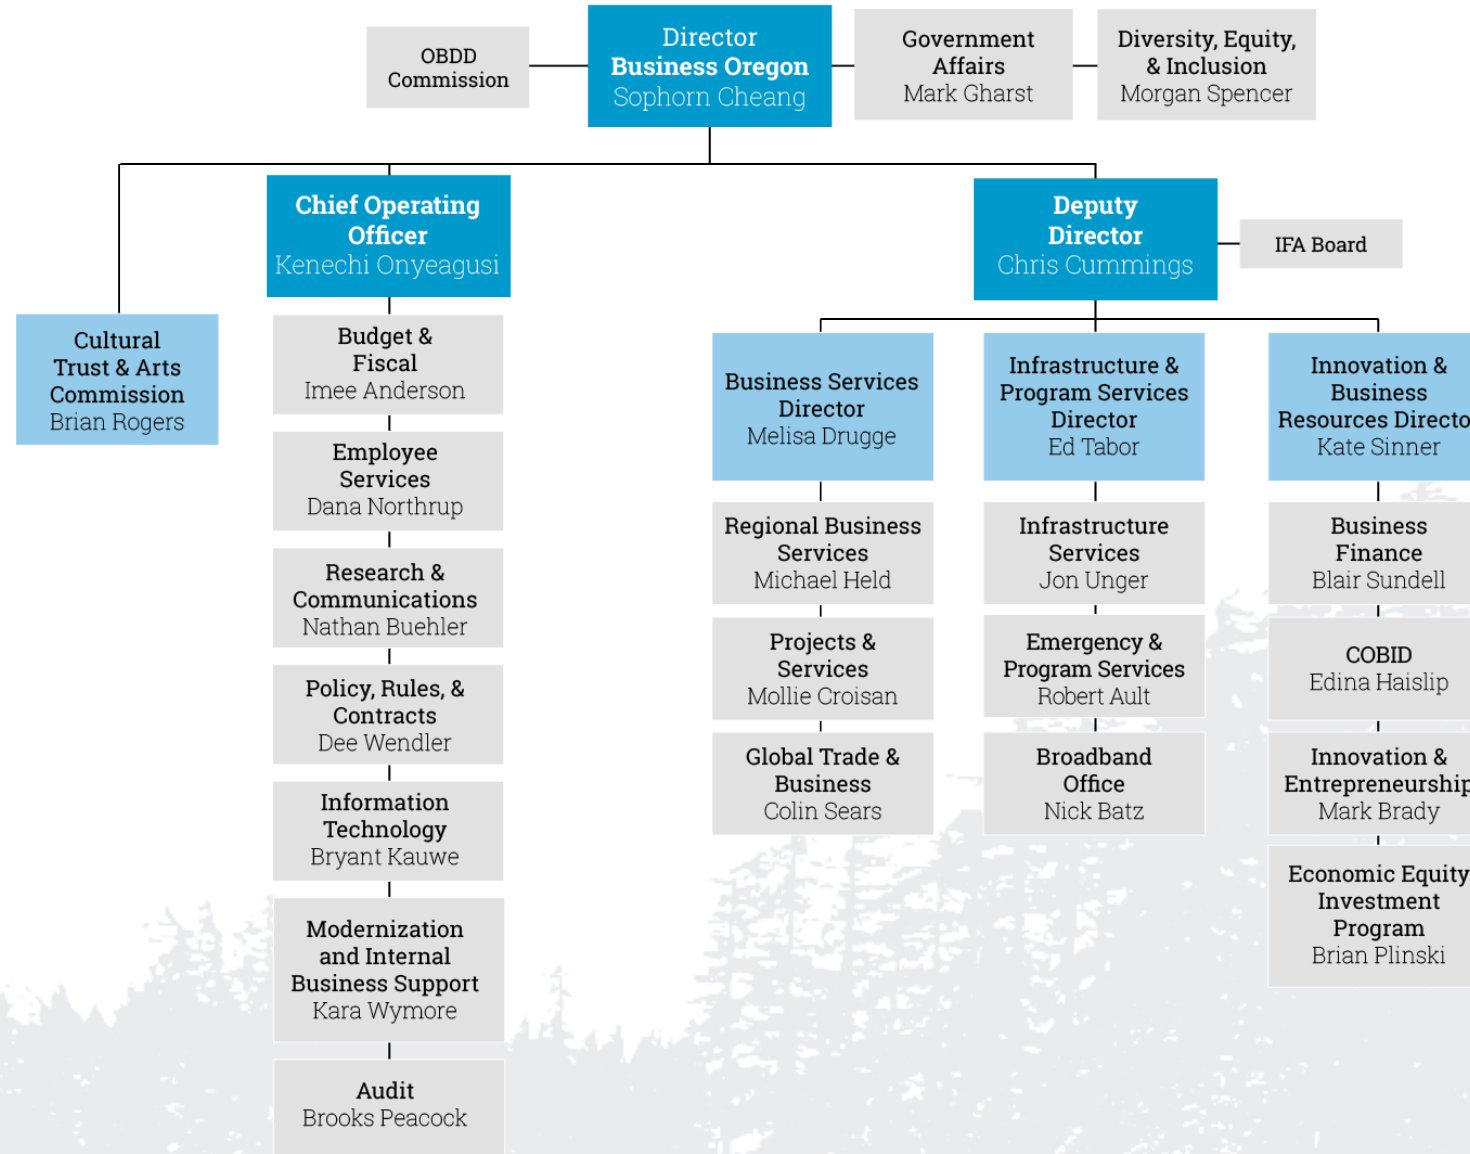 OBDD
Commission
Director
Business Oregon
Sophorn Cheang
Government
Affairs
Mark Gharst
Diversity, Equity,
& Inclusion
Morgan Spencer
Cultural
Trust & Arts
Commission
Brian Rogers
Chief Operating
Officer
Kenechi Onyeagusi
Budget &
Fiscal
Imee Anderson
Employee
Services
Dana Northrup
Research &
Communications
Nathan Buehler
Policy, Rules, &
Contracts
Dee Wendler
Information
Technology
Bryant Kauwe
Modernization
and Internal
Business Support
Kara Wymore
Audit
Brooks Peacock
Deputy
Director
Chris Cummings
IFA Board
Business Services
Director
Melisa Drugge
Regional Business
Services
Michael Held
Projects &
Services
Mollie Croisan
Global Trade &
Business
Colin Sears
Infrastructure &
Program Services
Director
Ed Tabor
Infrastructure
Services
Jon Unger
Emergency &
Program Services
Robert Ault
Broadband
Office
Nick Batz
Innovation &
Business
Resources Directo
Kate Sinner
Business
Finance
Blair Sundell
COBID
Edina Haislip
Innovation &
Entrepreneurship
Mark Brady
Economic Equity
Investment
Program
Brian Plinski